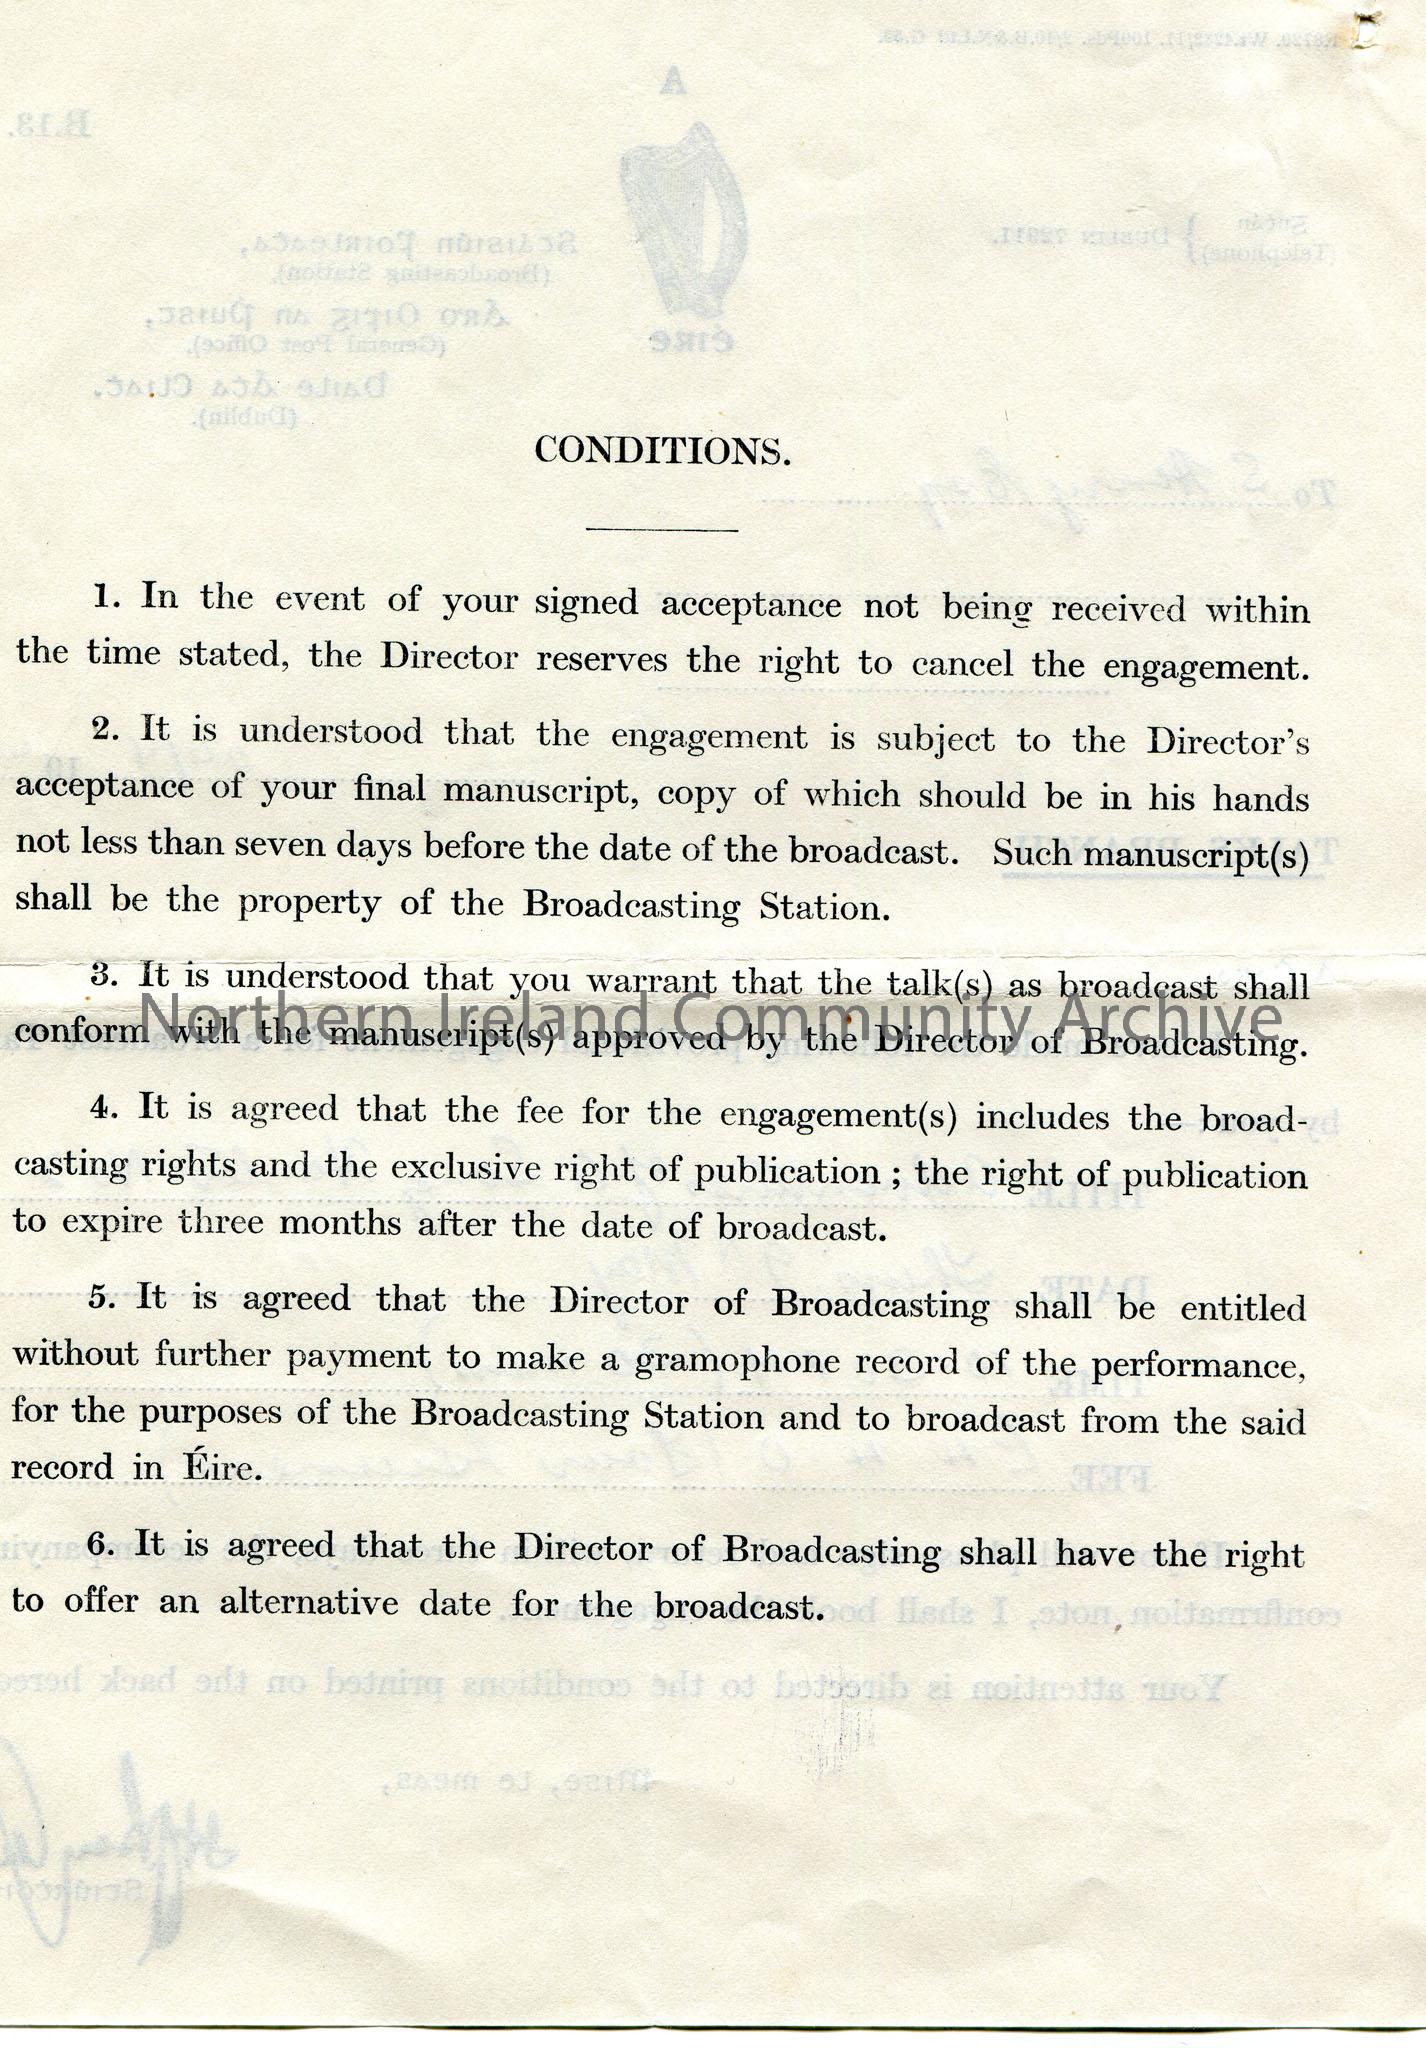 CONDITIONS.
1. In the event of your signed acceptance not being received within
the time stated, the Director reserves the right to cancel the engagement.
2. It is understood that the engagement is subject to the Director's
acceptance of your final manuscript, copy of which should be in his hands
not less than seven days before the date of the broadcast. Such manuscript(s)
shall be the property of the Broadcasting Station.
3. It is understood that you warrant that the talk(s) as broadcast shall
conform with the manuscript(s) approved by the Director of Broadcasting.
Northern Ireland Community Archive
4. It is agreed that the fee for the engagement(s) includes the broad-
casting rights and the exclusive right of publication ; the right of publication
to expire three months after the date of broadcast.
5. It is agreed that the Director of Broadcasting shall be entitled
without further payment to make a gramophone record of the performance,
for the purposes of the Broadcasting Station and to broadcast from the said
record in Éire.
6. It is agreed that the Director of Broadcasting shall have the right
to offer an alternative date for the broadcast.